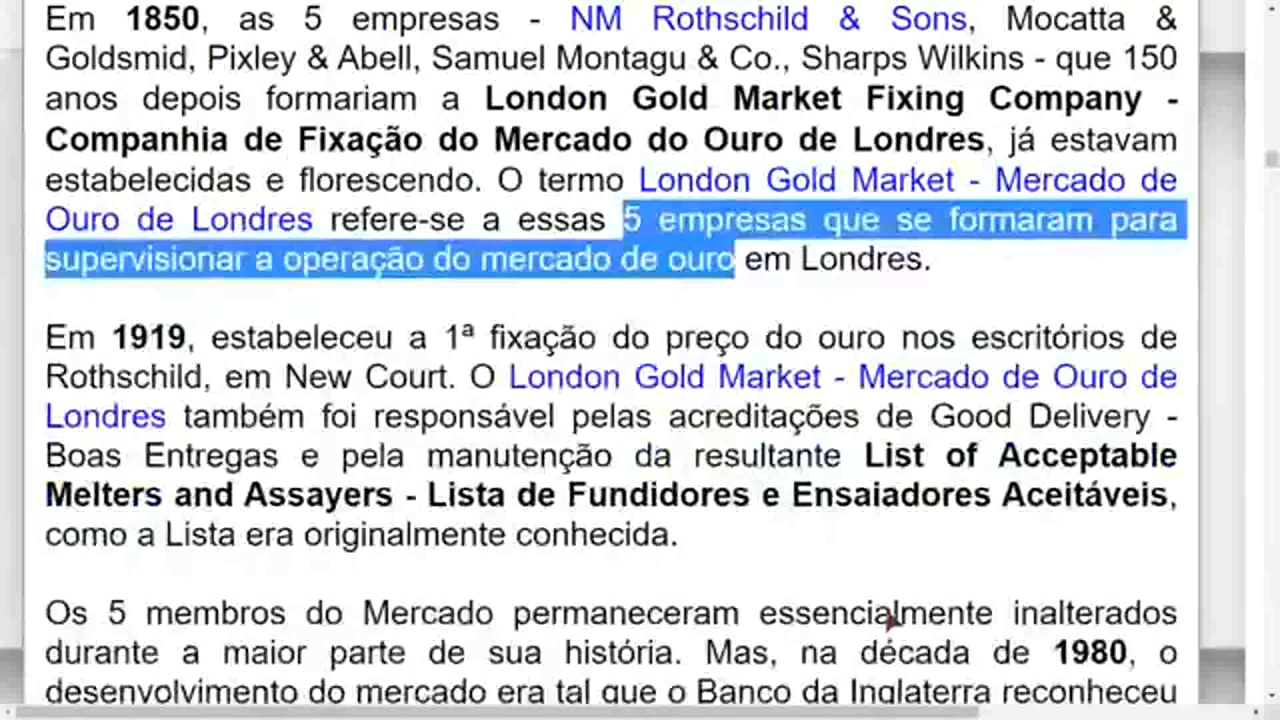 Em 1850, as 5 empresas - NM Rothschild & Sons, Mocatta &
Goldsmid, Pixley & Abell, Samuel Montagu & Co., Sharps Wilkins - que 150
anos depois formariam a London Gold Market Fixing Company -
Companhia de Fixação do Mercado do Ouro de Londres, já estavam
estabelecidas e florescendo. O termo London Gold Market - Mercado de
Ouro de Londres refere-se a essas 5 empresas que se formaram para
supervisionar a operação do mercado de ouro em Londres.
Em 1919, estabeleceu a 1ª fixação do preço do ouro nos escritórios de
Rothschild, em New Court. O London Gold Market - Mercado de Ouro de
Londres também foi responsável pelas acreditações de Good Delivery -
Boas Entregas e pela manutenção da resultante List of Acceptable
Melters and Assayers - Lista de Fundidores e Ensaiadores Aceitáveis,
como a Lista era originalmente conhecida.
Os 5 membros do Mercado permaneceram essencialmente inalterados
durante a maior parte de sua história. Mas, na década de 1980, o
desenvolvimento do mercado era tal que o Banco da Inglaterra reconheceu